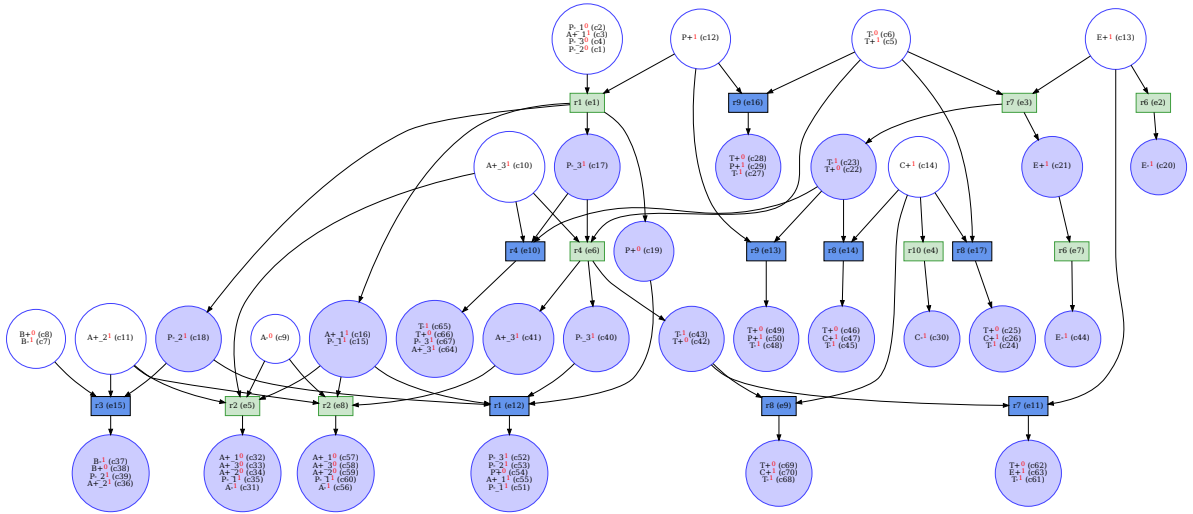 P-_1⁰ (c2)
A+_1¹ (c3)
P-_3⁰ (c4)
P-_2⁰ (c1)
P+¹ (c12)
T-⁰ (c6)
T+¹ (c5)
E+¹ (c13)
r1 (e1)
r9 (e16)
r7 (e3)
r6 (e2)
A+_3¹ (c10)
P-_3¹ (c17)
T+⁰ (c28)
P+¹ (c29)
T-¹ (c27)
T-¹ (c23)
T+⁰ (c22)
C+¹ (c14)
E+¹ (c21)
E-¹ (c20)
r4 (e10)
r4 (e6)
P+⁰ (c19)
r9 (e13)
r8 (e14)
r10 (e4)
r8 (e17)
r6 (e7)
B+⁰ (c8)
B-¹ (c7)
A+_2¹ (c11)
P-_2¹ (c18)
A-⁰ (c9)
A+_1¹ (c16)
P-_1¹ (c15)
T-¹ (c65)
T+⁰ (c66)
P-_3¹ (c67)
A+_3¹ (c64)
A+_3¹ (c41)
P-_3¹ (c40)
T-¹ (c43)
T+⁰ (c42)
T+⁰ (c49)
P+¹ (c50)
T-¹ (c48)
T+⁰ (c46)
C+¹ (c47)
T-¹ (c45)
C-¹ (c30)
T+⁰ (c25)
C+¹ (c26)
T-¹ (c24)
E-¹ (c44)
r3 (e15)
r2 (e5)
r2 (e8)
r1 (e12)
r8 (e9)
r7 (e11)
B-¹ (c37)
B+⁰ (c38)
P-_2¹ (c39)
A+_2¹ (c36)
A+_1⁰ (c32)
A+_3⁰ (c33)
A+_2⁰ (c34)
P-_1¹ (c35)
A-¹ (c31)
A+_1⁰ (c57)
A+_3⁰ (c58)
A+_2⁰ (c59)
P-_1¹ (c60)
A-¹ (c56)
P-_3¹ (c52)
P-_2¹ (c53)
P+⁰ (c54)
A+_1¹ (c55)
P-_1¹ (c51)
T+⁰ (c69)
C+¹ (c70)
T-¹ (c68)
T+⁰ (c62)
E+¹ (c63)
T-¹ (c61)